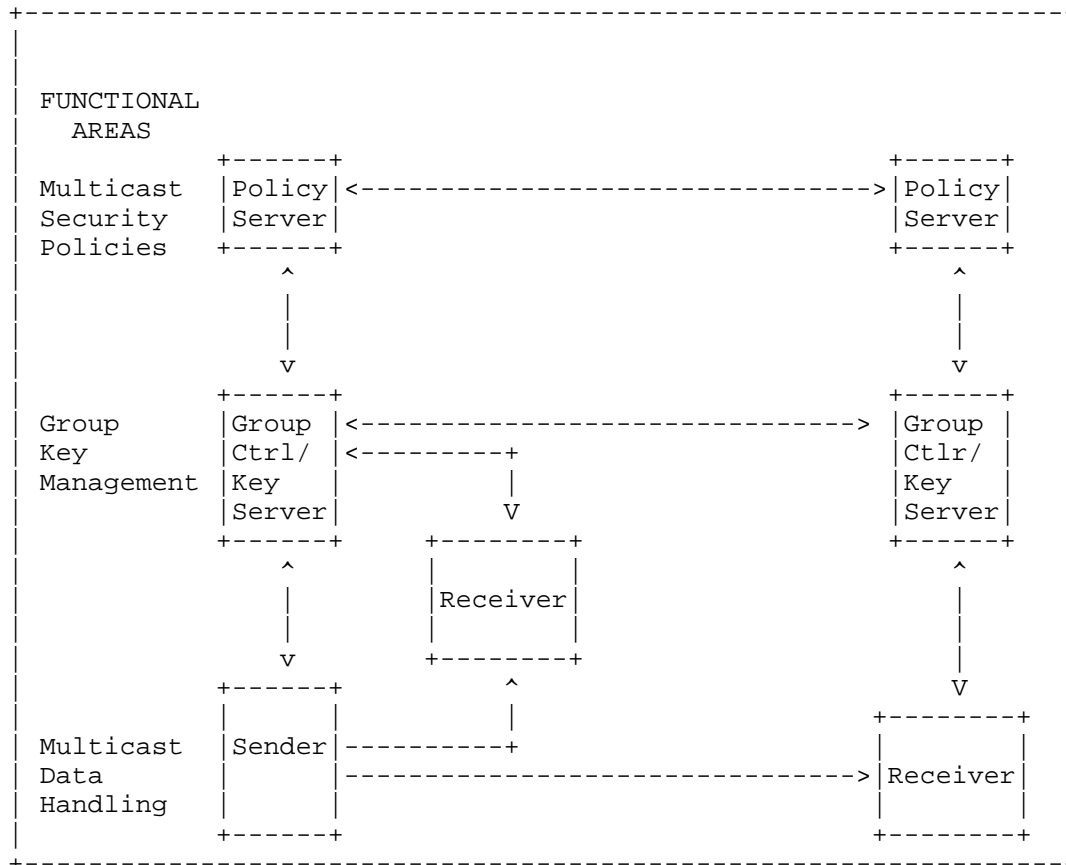 FUNCTIONAL
AREAS
Multicast Policy Policy
Security Server Server
Policies
Group Group Group
Key Ctrl/ Ctlr/
Management Key Key
Server Server
Receiver
Multicast Sender
Data Receiver
Handling